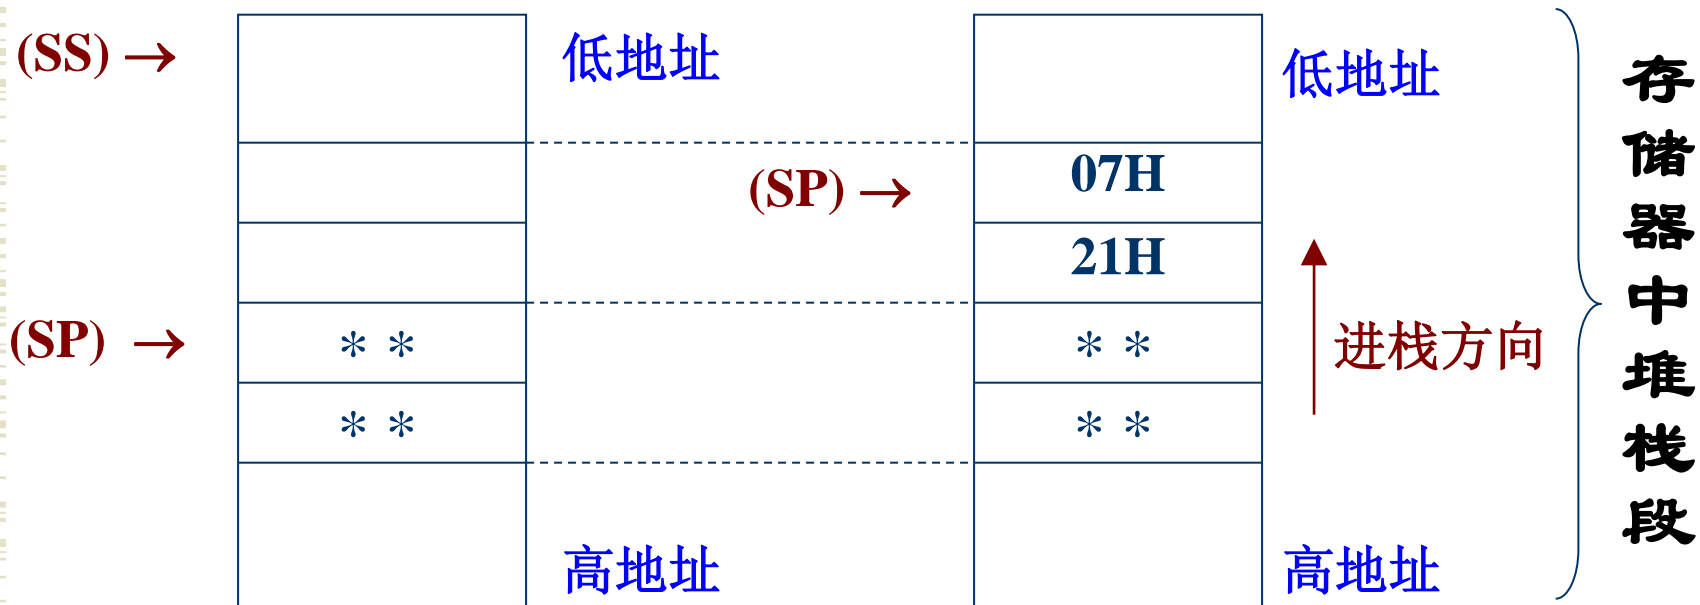 (SS) →
低地址
低地址
(SP) →
07H
21H
(SP) →
* *
* *
* *
* *
进栈方向
高地址
高地址
存储器中堆栈段